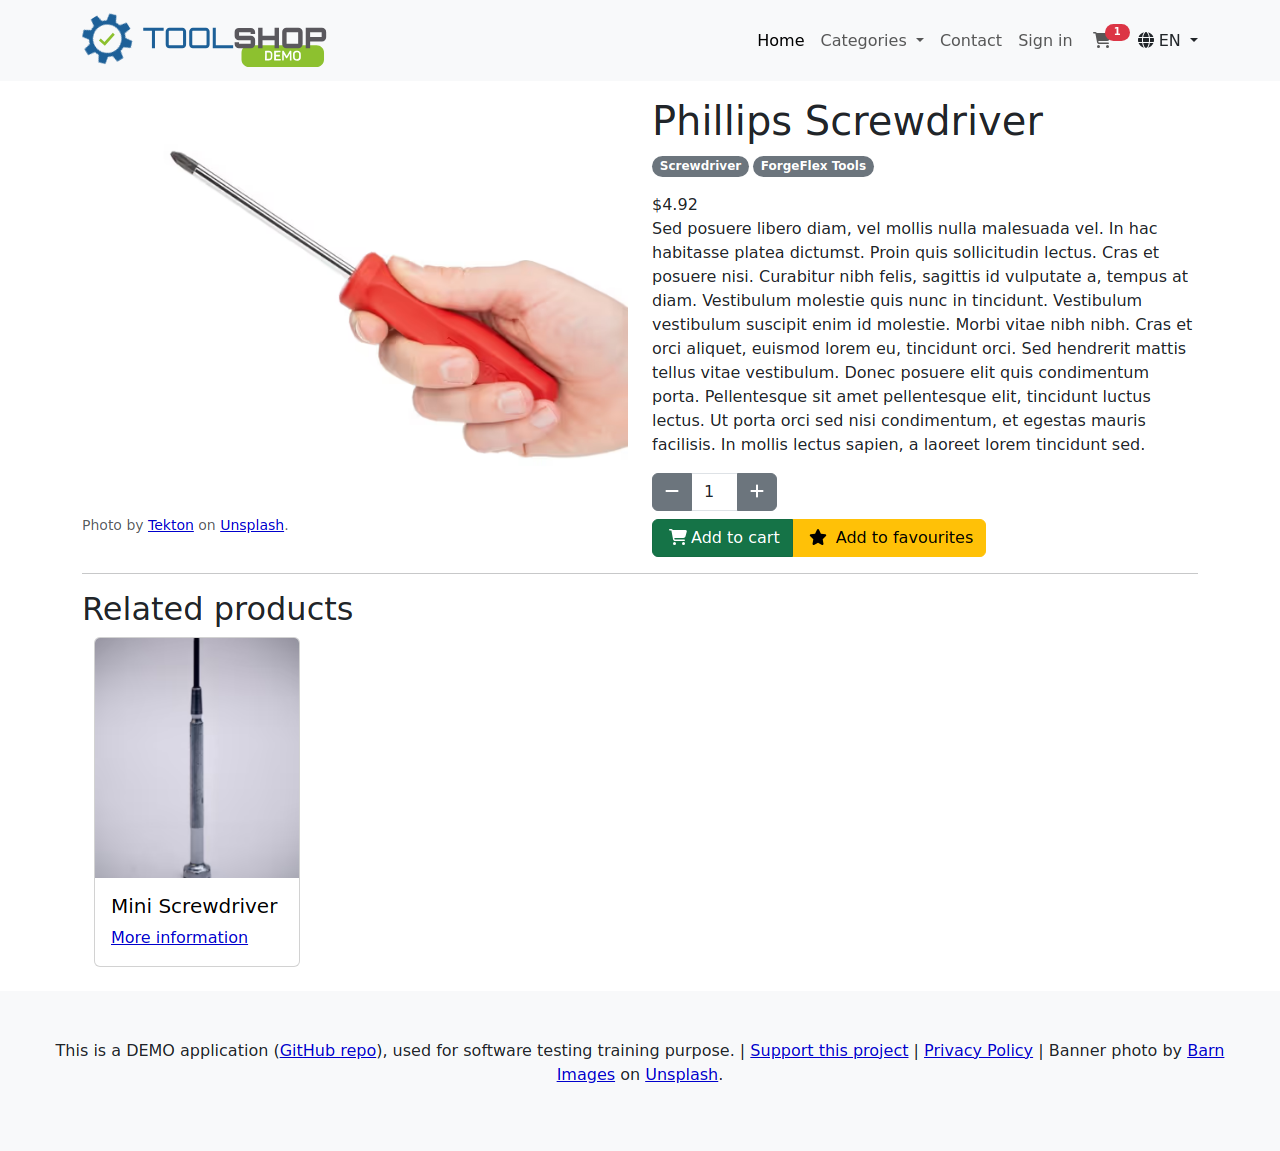 TOOLSHOP
DEMO
Home Categories Contact Sign in 1 EN
Phillips Screwdriver
Screwdriver ForgeFlex Tools
$4.92
Sed posuere libero diam, vel mollis nulla malesuada vel. In hac
habitasse platea dictumst. Proin quis sollicitudin lectus. Cras et
posuere nisi. Curabitur nibh felis, sagittis id vulputate a, tempus at
diam. Vestibulum molestie quis nunc in tincidunt. Vestibulum
vestibulum suscipit enim id molestie. Morbi vitae nibh nibh. Cras et
orci aliquet, euismod lorem eu, tincidunt orci. Sed hendrerit mattis
tellus vitae vestibulum. Donec posuere elit quis condimentum
porta. Pellentesque sit amet pellentesque elit, tincidunt luctus
lectus. Ut porta orci sed nisi condimentum, et egestas mauris
facilisis. In mollis lectus sapien, a laoreet lorem tincidunt sed.
1
Add to cart Add to favourites
Photo by Tekton on Unsplash.
Related products
Mini Screwdriver
More information
This is a DEMO application (GitHub repo), used for software testing training purpose. | Support this project | Privacy Policy | Banner photo by Barn
Images on Unsplash.